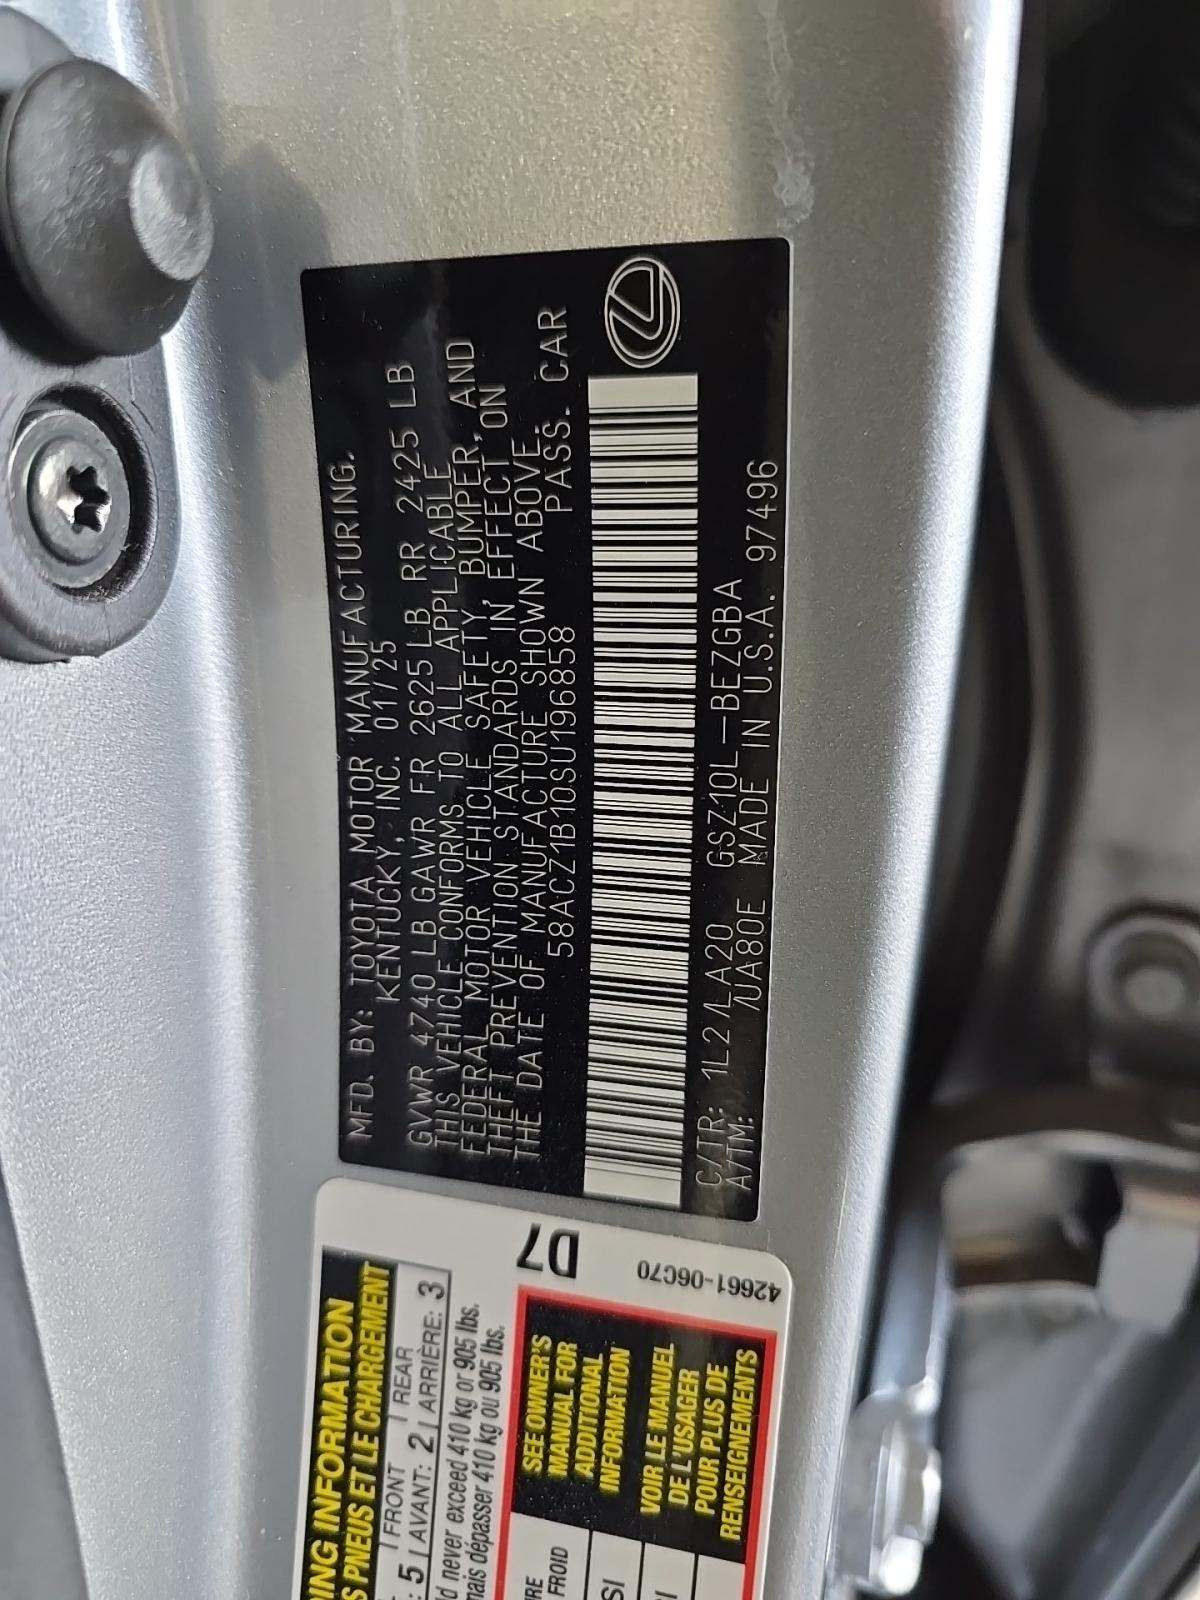 MFD. BY: TOYOTA MOTOR MANUFACTURING.
KENTUCKY, INC. 01/25
GVWR 4740 LB GAWR FR 2625 LB RR 2425 LB
THIS VEHICLE CONFORMS TO ALL APPLICABLE
FEDERAL MOTOR VEHICLE SAFETY, BUMPER, AND
THEFT PREVENTION STANDARDS IN EFFECT ON
THE DATE OF MANUFACTURE SHOWN ABOVE.
58ACZ1B10SU196858 PASS. CAR
C/TR: 1L2 /LA20 GSZ10L-BEZGBA
A/TM: /UA80E MADE IN U.S.A. 97496
D7
42661-06C70
INFORMATION
PNEUS ET LE CHARGEMENT
FRONT REAR
5 AVANT: 2 ARRIÈRE: 3
never exceed 410 kg or 905 lbs.
dépasser 410 kg ou 905 lbs.
SEE OWNER'S
MANUAL FOR
ADDITIONAL
INFORMATION
VOIR LE MANUEL
DE L'USAGER
POUR PLUS DE
RENSEIGNEMENTS
FROID